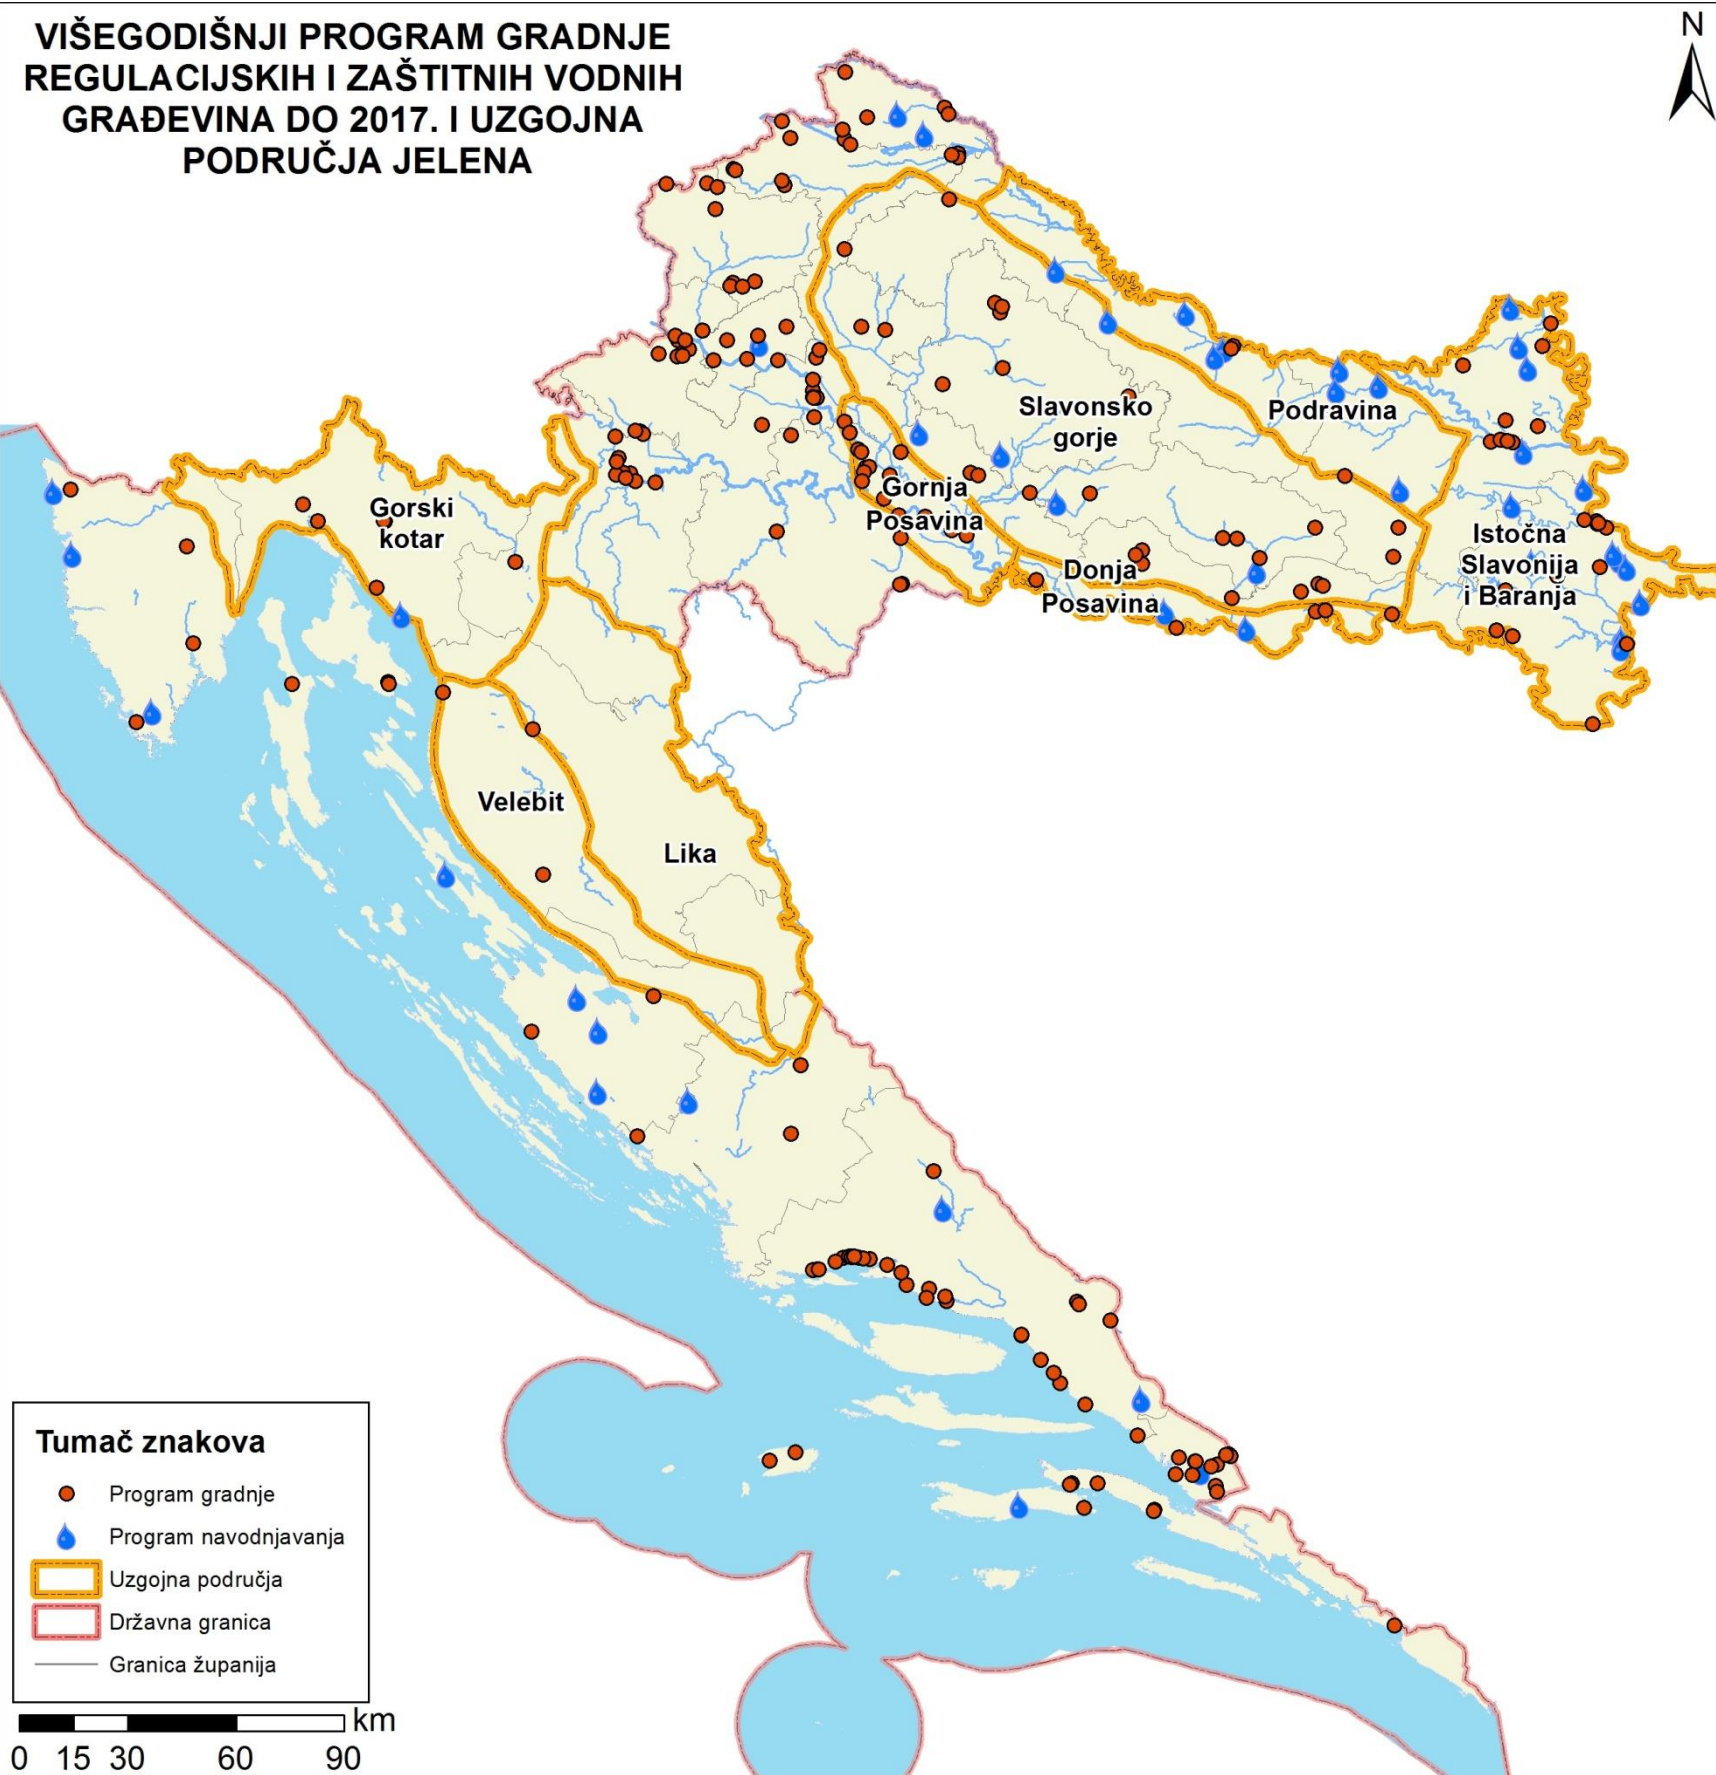 VIŠEGODIŠNJI PROGRAM GRADNJE
REGULACIJSKIH I ZAŠTITNIH VODNIH
GRAĐEVINA DO 2017. I UZGOJNA
PODRUČJA JELENA
N
Slavonsko
gorje
Podravina
Gornja
Posavina
Gorski
kotar
Istočna
Slavonija
i Baranja
Donja
Posavina
Velebit
Lika
Tumač znakova
Program gradnje
Program navodnjavanja
Uzgojna područja
Državna granica
Granica županija
km
0 15 30 60 90